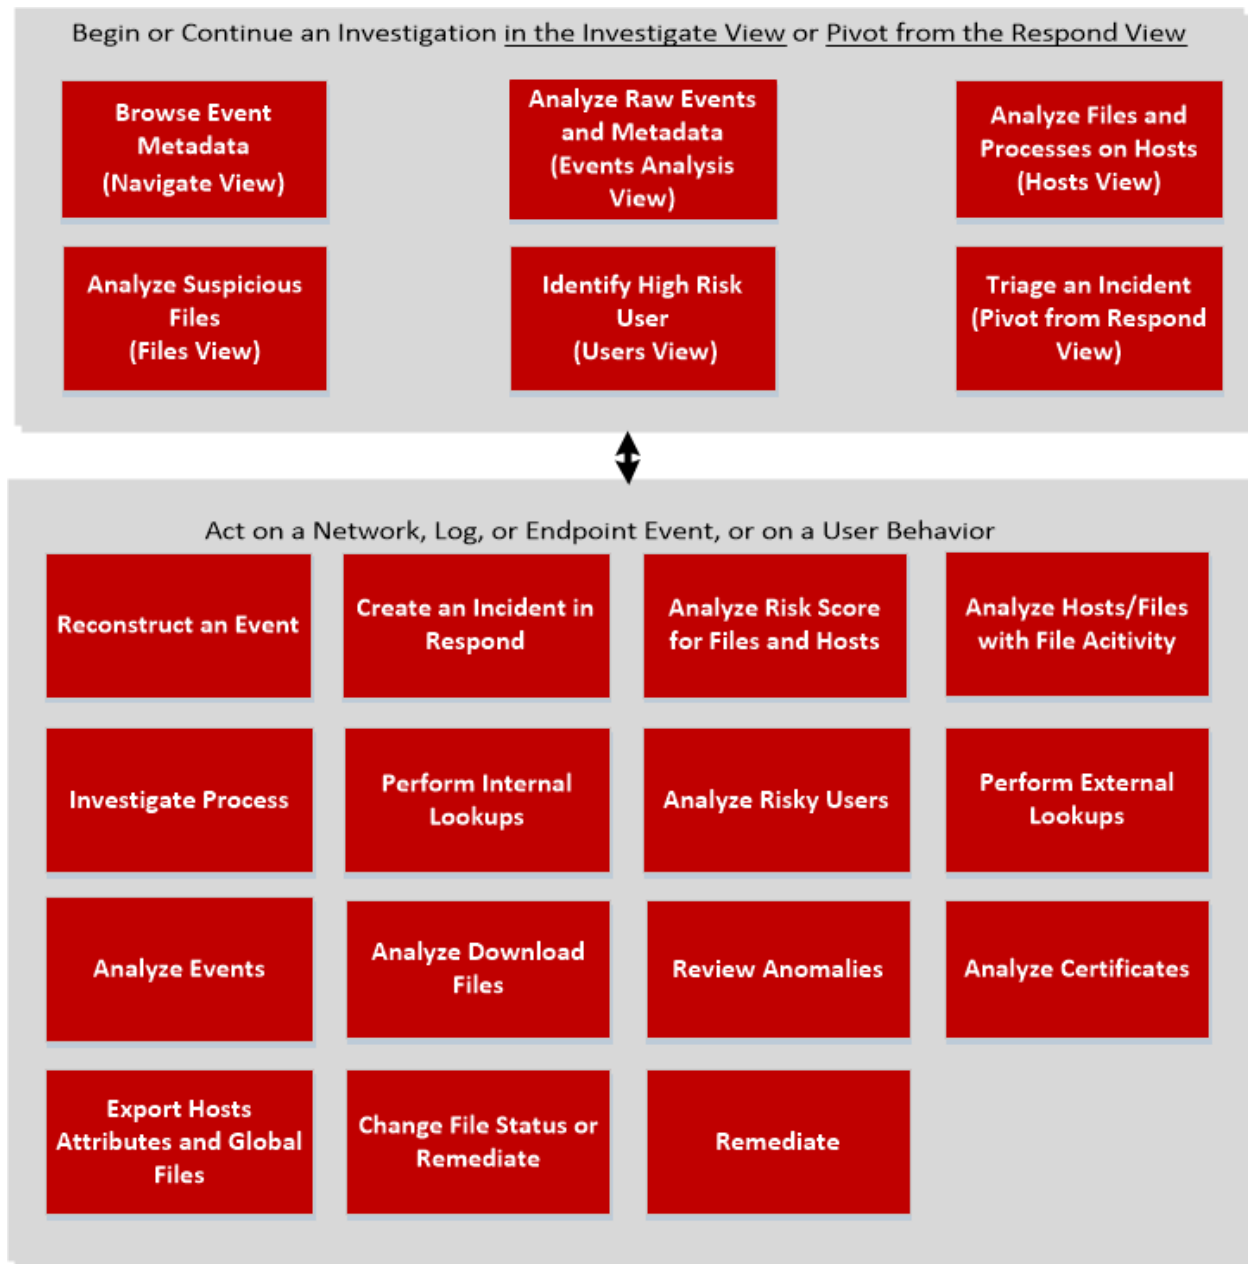 Begin or Continue an Investigation in the Investigate View or Pivot from the Respond View
Browse Event
Metadata
(Navigate View)
Analyze Raw Events
and Metadata
(Events Analysis
View)
Analyze Files and
Processes on Hosts
(Hosts View)
Analyze Suspicious
Files
(Files View)
Identify High Risk
User
(Users View)
Triage an Incident
(Pivot from Respond
View)
Act on a Network, Log, or Endpoint Event, or on a User Behavior
Reconstruct an Event
Create an Incident in
Respond
Analyze Risk Score
for Files and Hosts
Analyze Hosts/Files
with File Acitivity
Investigate Process
Perform Internal
Lookups
Analyze Risky Users
Perform External
Lookups
Analyze Events
Analyze Download
Files
Review Anomalies
Analyze Certificates
Export Hosts
Attributes and Global
Files
Change File Status or
Remediate
Remediate